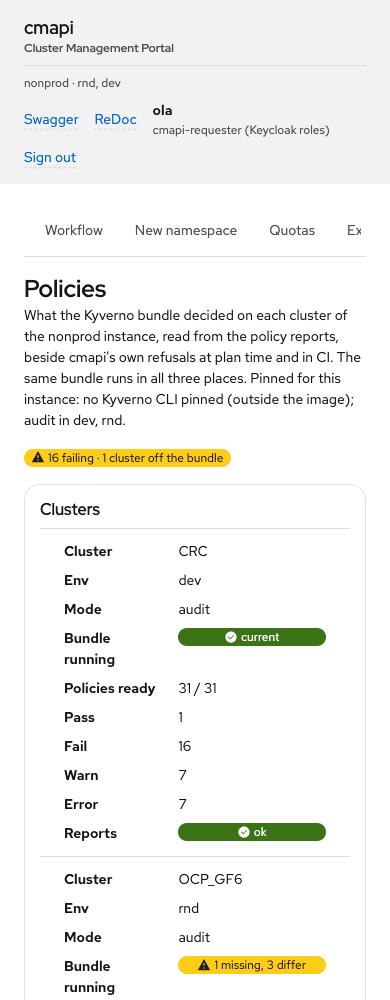 cmapi
Cluster Management Portal
nonprod · rnd, dev
Swagger
ReDoc
ola
cmapi-requester (Keycloak roles)
Sign out
Workflow
New namespace
Quotas
Ex
Policies
What the Kyverno bundle decided on each cluster of
the nonprod instance, read from the policy reports,
beside cmapi's own refusals at plan time and in CI. The
same bundle runs in all three places. Pinned for this
instance: no Kyverno CLI pinned (outside the image);
audit in dev, rnd.
16 failing · 1 cluster off the bundle
Clusters
Cluster CRC
Env dev
Mode audit
Bundle running current
Policies ready 31 / 31
Pass 1
Fail 16
Warn 7
Error 7
Reports ok
Cluster OCP_GF6
Env rnd
Mode audit
Bundle running 1 missing, 3 differ